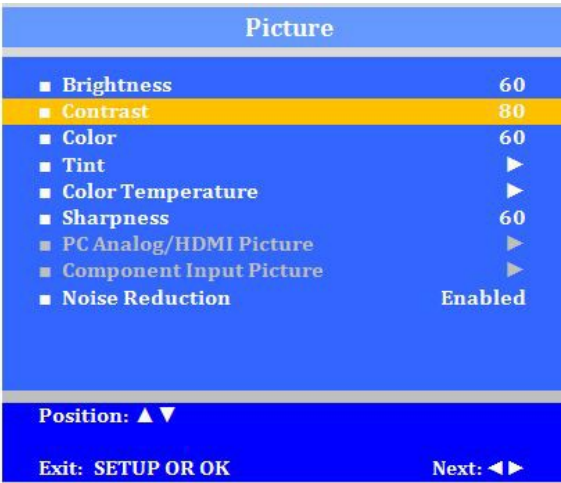 Picture
■ Brightness 60
■ Contrast 80
■ Color 60
■ Tint ▶
■ Color Temperature ▶
■ Sharpness 60
■ PC Analog/HDMI Picture ▶
■ Component Input Picture ▶
■ Noise Reduction Enabled
Position: ▲▼
Exit: SETUP OR OK Next: ◀▶